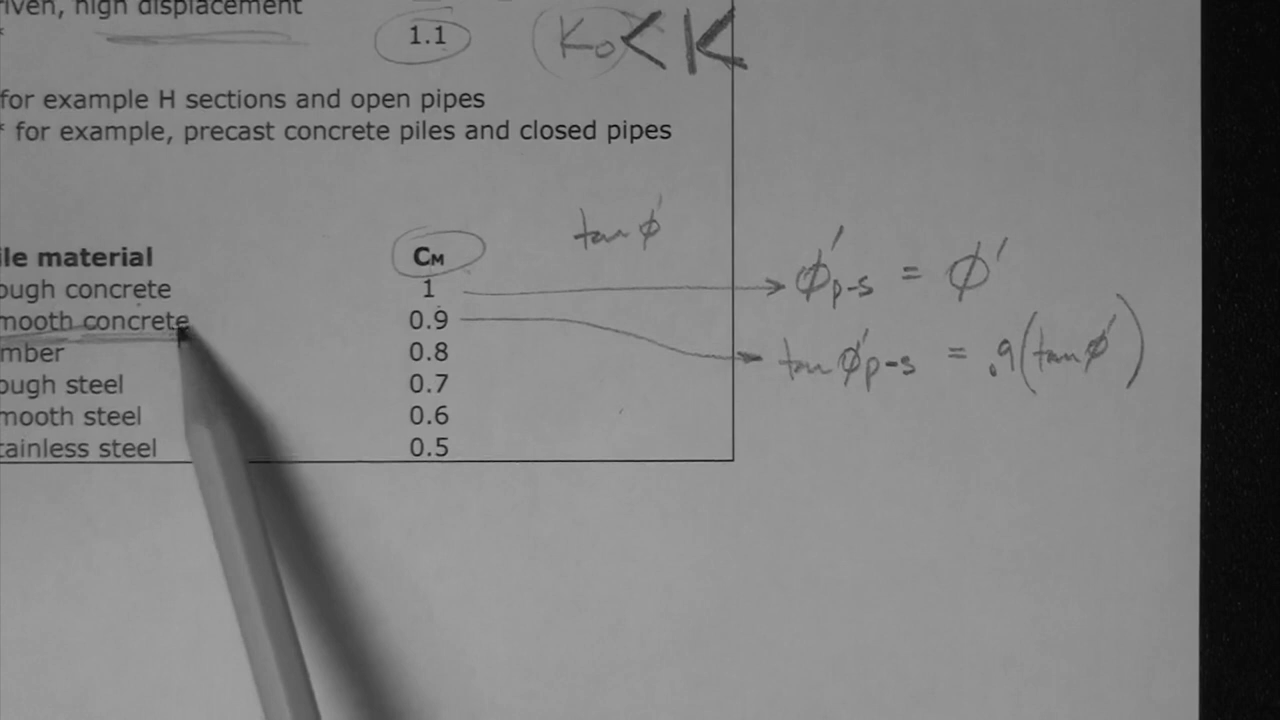 riven, high displacement
*
1.1
K₀ < K
for example H sections and open pipes
* for example, precast concrete piles and closed pipes
tan ϕ'
ile material CM
ough concrete 1 ϕ'p-s = ϕ'
mooth concrete 0.9 tan ϕ'p-s = .9(tan ϕ')
mber 0.8
ough steel 0.7
mooth steel 0.6
tainless steel 0.5